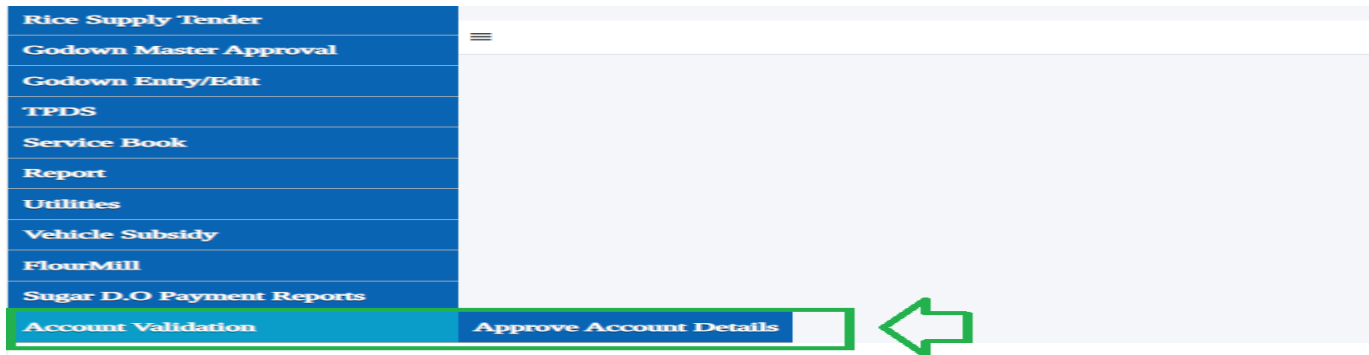 Rice Supply Tender
Godown Master Approval
Godown Entry/Edit
TPDS
Service Book
Report
Utilities
Vehicle Subsidy
FlourMill
Sugar D.O Payment Reports
Account Validation
Approve Account Details